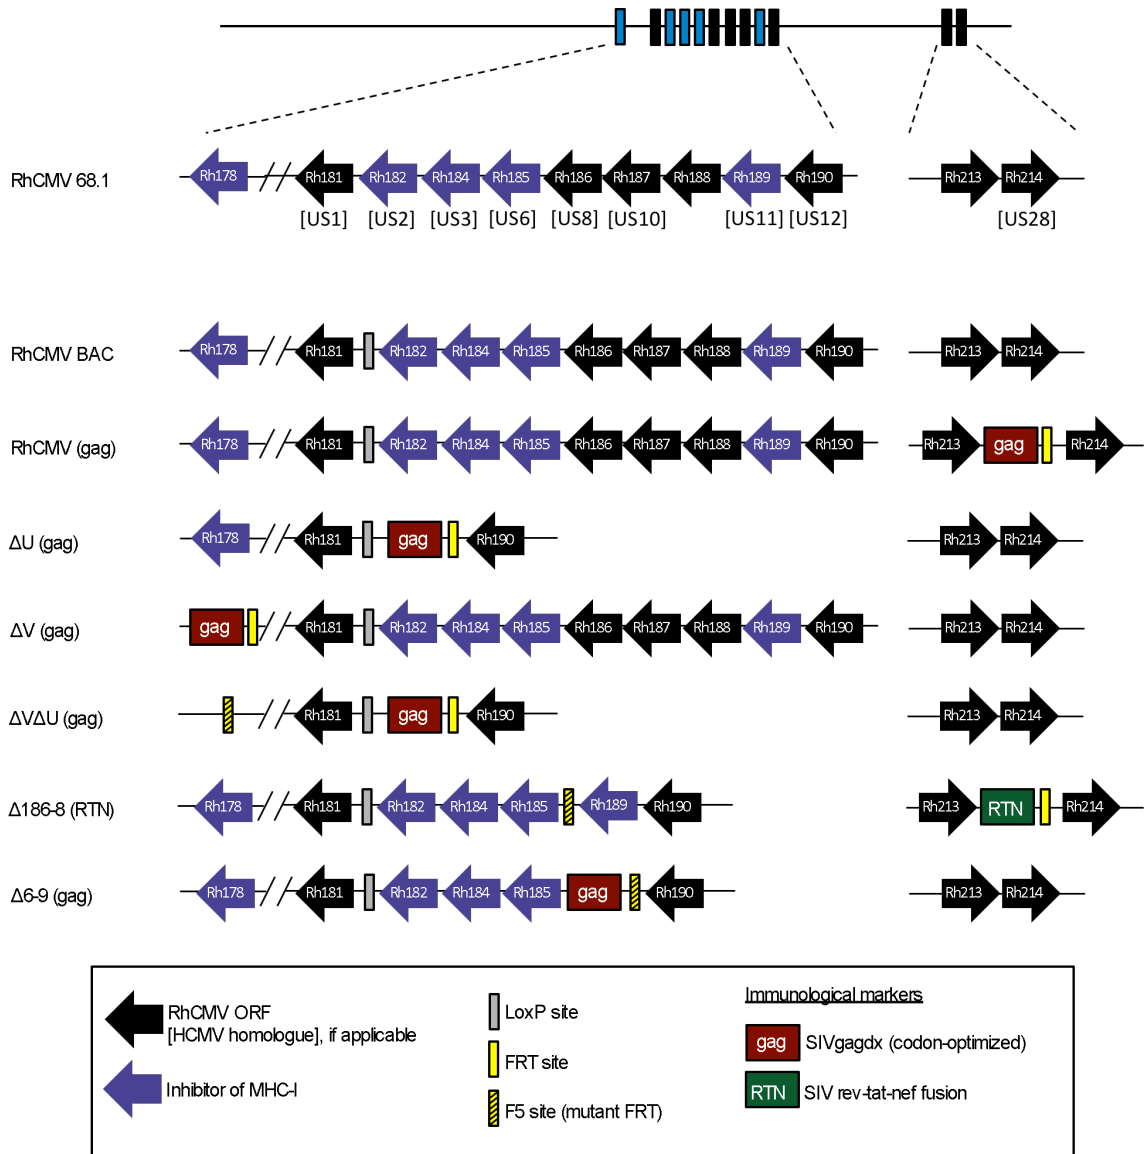 RhCMV 68.1
Rh178 Rh181 Rh182 Rh184 Rh185 Rh186 Rh187 Rh188 Rh189 Rh190 Rh213 Rh214
[US1] [US2] [US3] [US6] [US8] [US10] [US11] [US12] [US28]
RhCMV BAC
Rh178 Rh181 Rh182 Rh184 Rh185 Rh186 Rh187 Rh188 Rh189 Rh190 Rh213 Rh214
RhCMV (gag)
Rh178 Rh181 Rh182 Rh184 Rh185 Rh186 Rh187 Rh188 Rh189 Rh190 Rh213 gag Rh214
ΔU (gag)
Rh178 Rh181 gag Rh190 Rh213 Rh214
ΔV (gag)
gag Rh181 Rh182 Rh184 Rh185 Rh186 Rh187 Rh188 Rh189 Rh190 Rh213 Rh214
ΔVΔU (gag)
Rh181 gag Rh190 Rh213 Rh214
Δ186-8 (RTN)
Rh178 Rh181 Rh182 Rh184 Rh185 Rh189 Rh190 Rh213 RTN Rh214
Δ6-9 (gag)
Rh178 Rh181 Rh182 Rh184 Rh185 gag Rh190 Rh213 Rh214
RhCMV ORF
[HCMV homologue], if applicable
Inhibitor of MHC-I
LoxP site
FRT site
F5 site (mutant FRT)
Immunological markers
gag SIVgagdx (codon-optimized)
RTN SIV rev-tat-nef fusion